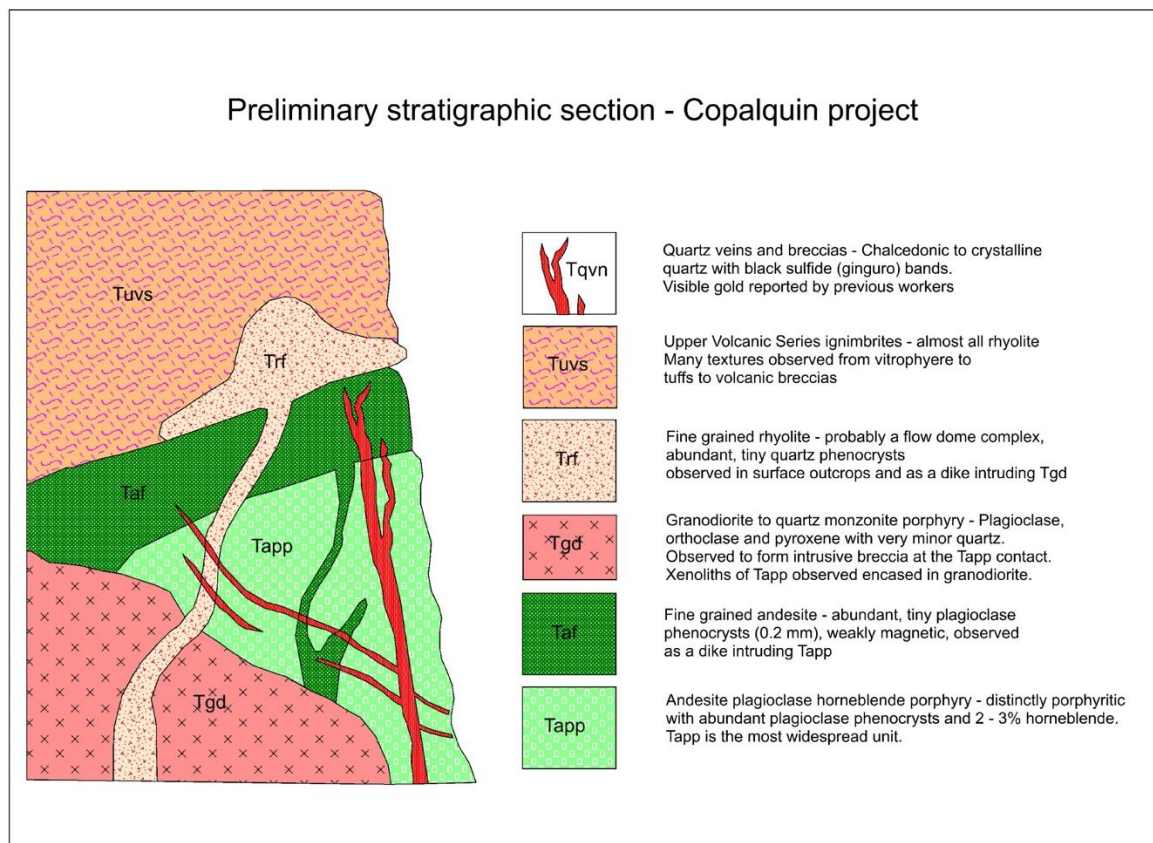 Preliminary stratigraphic section - Copalquin project
Tuvs
Trf
Taf
Tapp
Tgd
Tqvn
Quartz veins and breccias - Chalcedonic to crystalline
quartz with black sulfide (ginguro) bands.
Visible gold reported by previous workers
Tuvs
Upper Volcanic Series ignimbrites - almost all rhyolite
Many textures observed from vitrophyere to
tuffs to volcanic breccias
Trf
Fine grained rhyolite - probably a flow dome complex,
abundant, tiny quartz phenocrysts
observed in surface outcrops and as a dike intruding Tgd
Tgd
Granodiorite to quartz monzonite porphyry - Plagioclase,
orthoclase and pyroxene with very minor quartz.
Observed to form intrusive breccia at the Tapp contact.
Xenoliths of Tapp observed encased in granodiorite.
Taf
Fine grained andesite - abundant, tiny plagioclase
phenocrysts (0.2 mm), weakly magnetic, observed
as a dike intruding Tapp
Tapp
Andesite plagioclase horneblende porphyry - distinctly porphyritic
with abundant plagioclase phenocrysts and 2 - 3% horneblende.
Tapp is the most widespread unit.